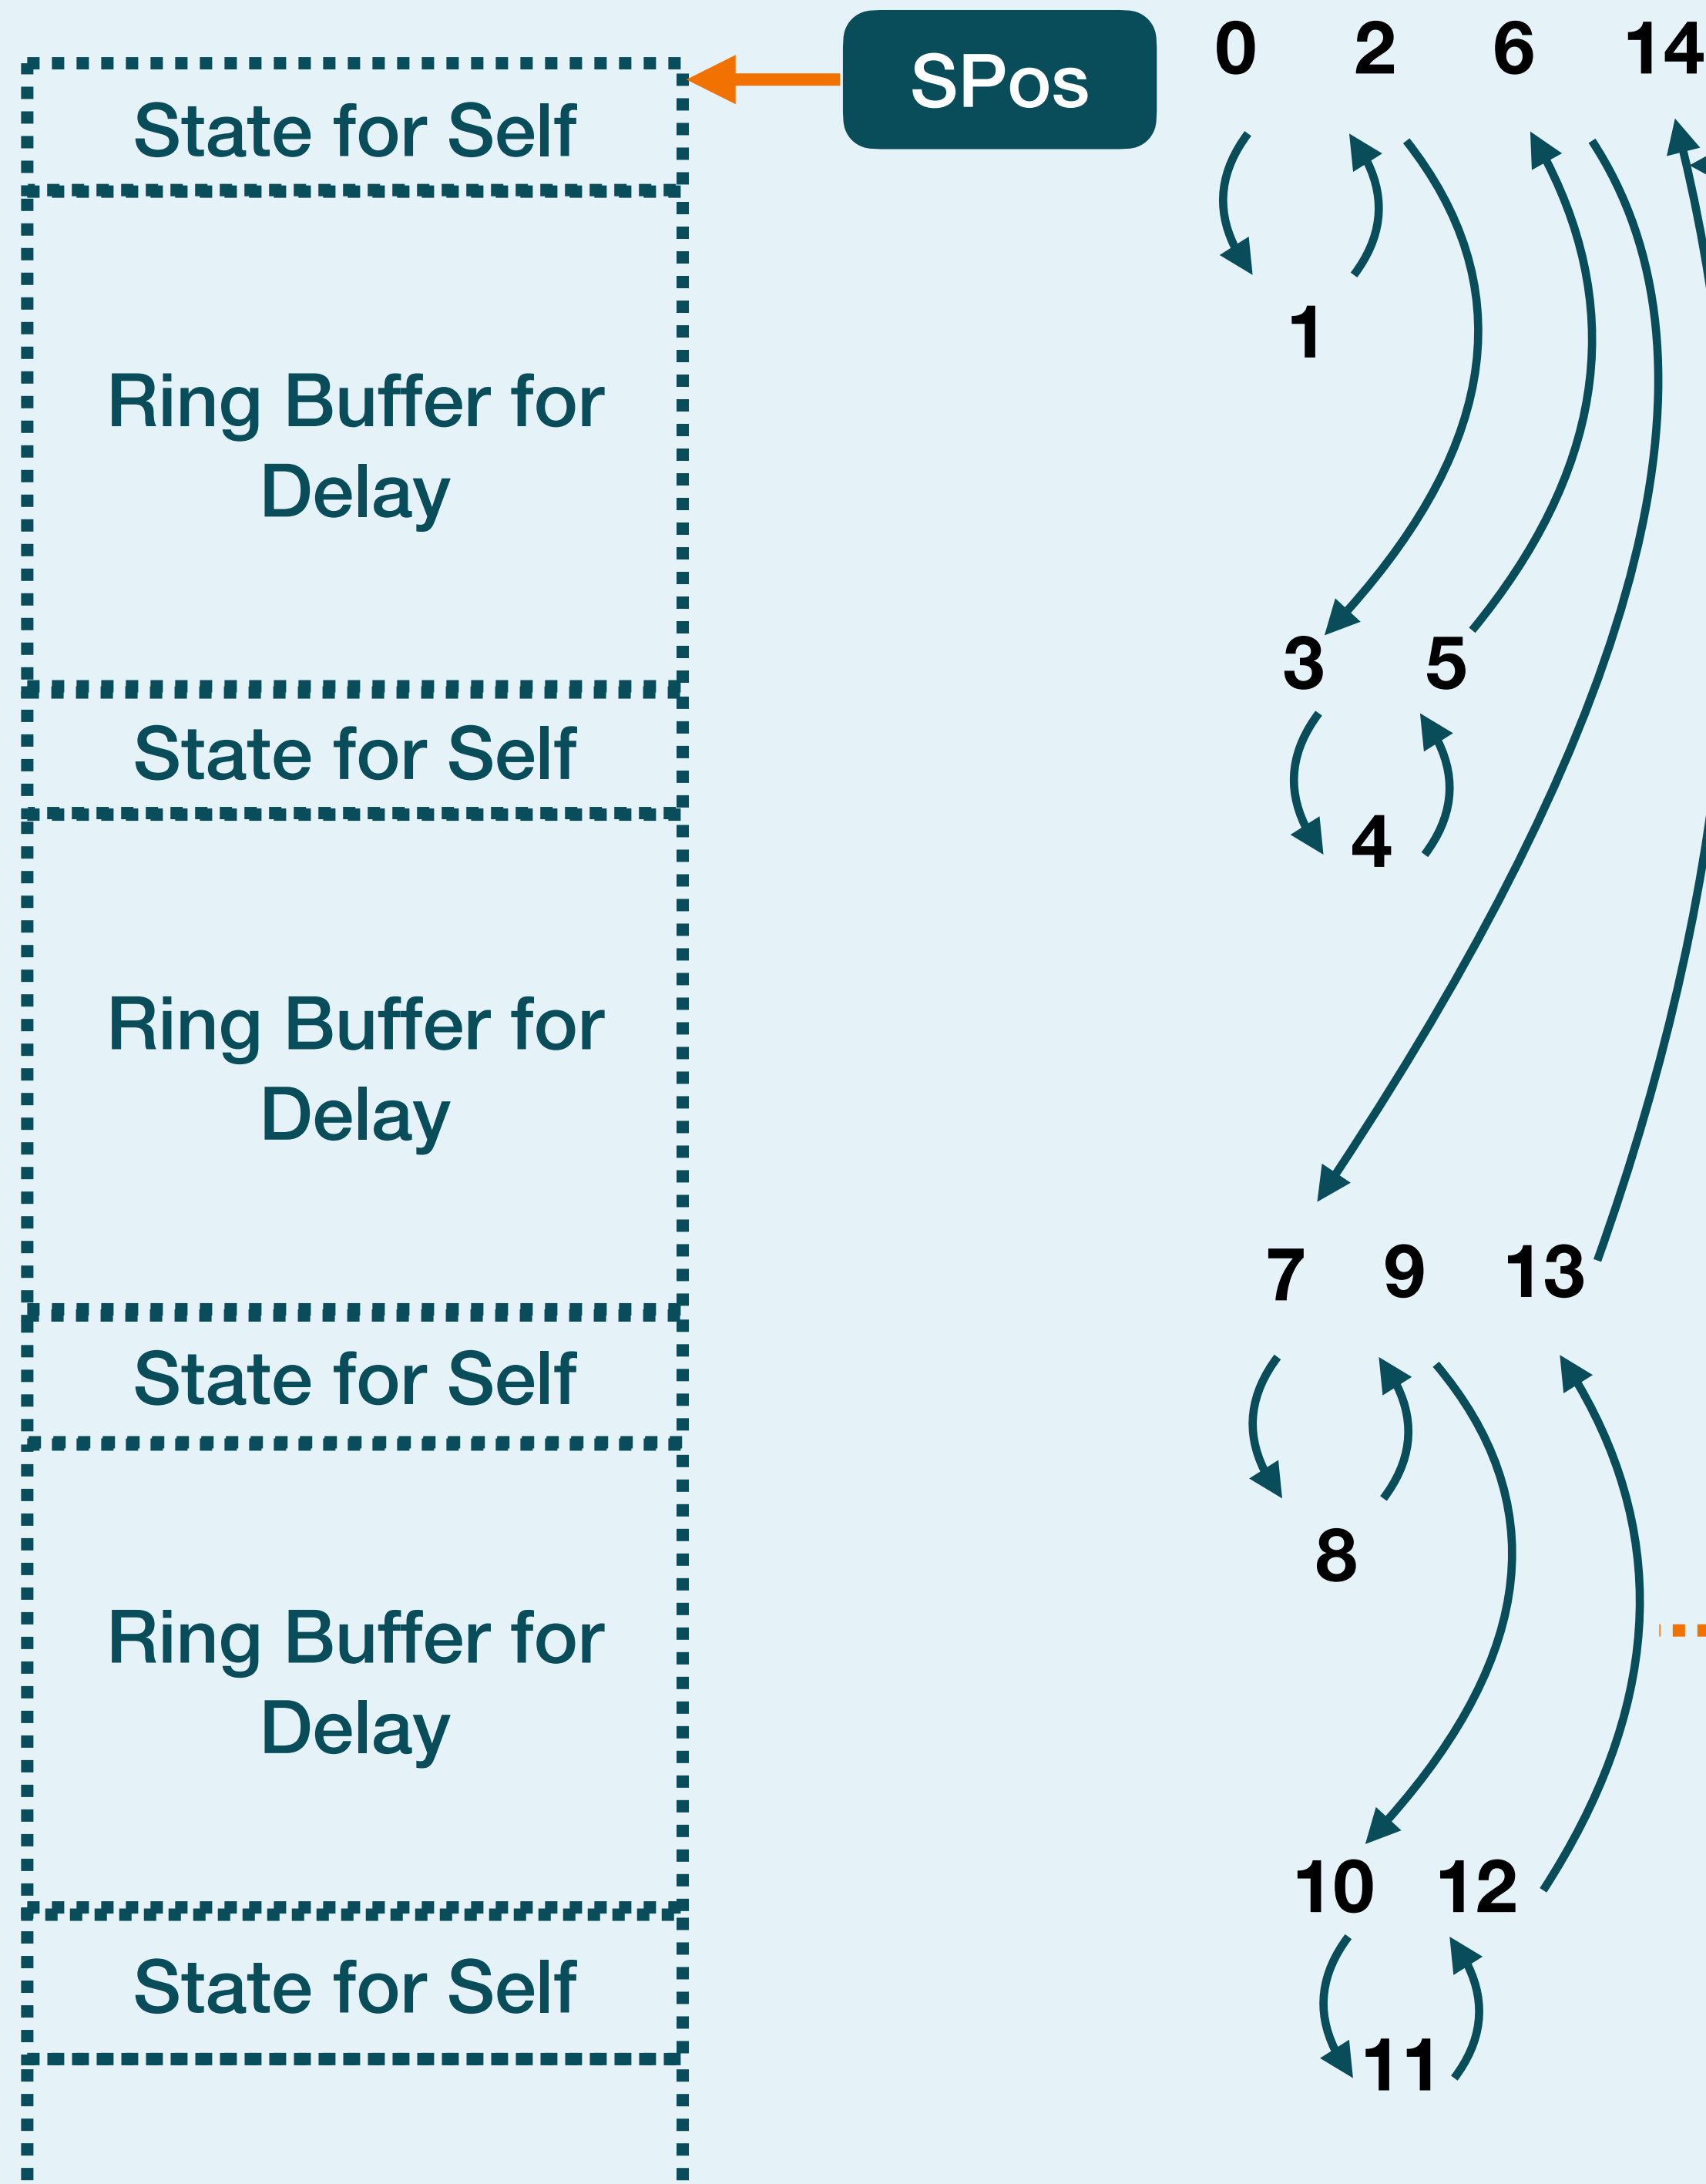 SPos
0 2 6 14
State for Self
1
Ring Buffer for
Delay
3 5
State for Self
4
Ring Buffer for
Delay
7 9 13
State for Self
8
Ring Buffer for
Delay
10 12
State for Self
11